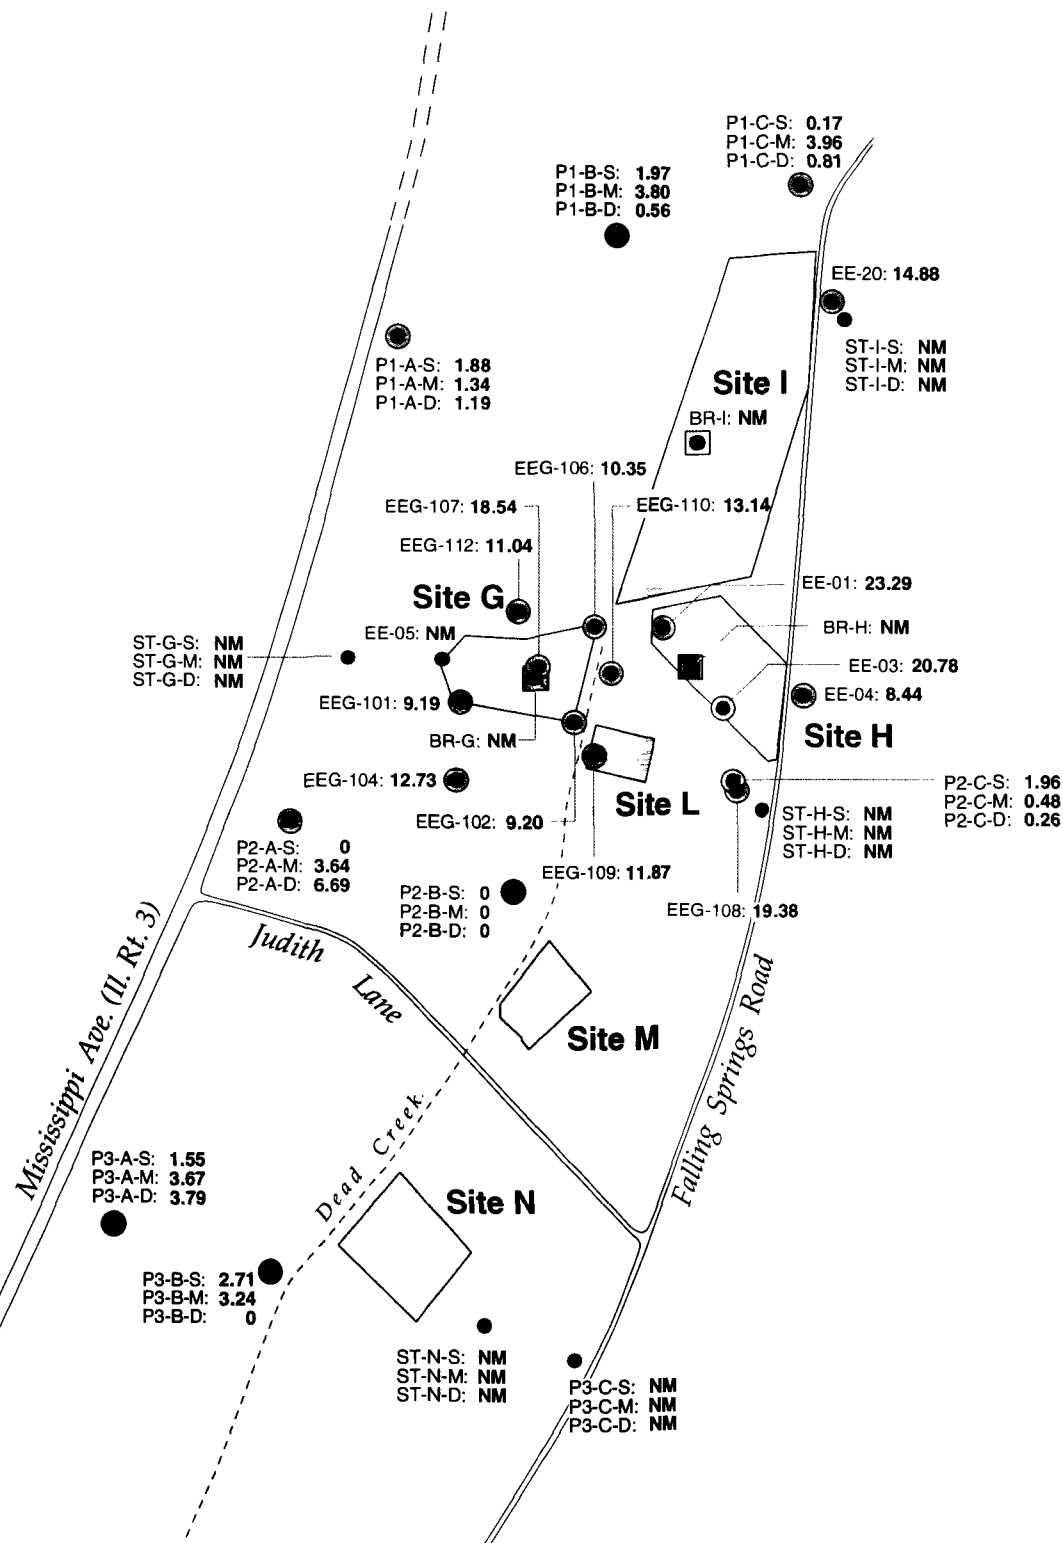 P1-C-S: 0.17
P1-C-M: 3.96
P1-C-D: 0.81
P1-B-S: 1.97
P1-B-M: 3.80
P1-B-D: 0.56
EE-20: 14.88
ST-I-S: NM
ST-I-M: NM
ST-I-D: NM
P1-A-S: 1.88
P1-A-M: 1.34
P1-A-D: 1.19
Site I
BR-I: NM
EEG-106: 10.35
EEG-107: 18.54
EEG-110: 13.14
EEG-112: 11.04
EE-01: 23.29
Site G
BR-H: NM
EE-05: NM
ST-G-S: NM
ST-G-M: NM
ST-G-D: NM
EE-03: 20.78
EE-04: 8.44
EEG-101: 9.19
Site H
BR-G: NM
EEG-104: 12.73
P2-C-S: 1.96
P2-C-M: 0.48
P2-C-D: 0.26
Site L
EEG-102: 9.20
ST-H-S: NM
ST-H-M: NM
ST-H-D: NM
P2-A-S: 0
P2-A-M: 3.64
P2-A-D: 6.69
EEG-109: 11.87
P2-B-S: 0
P2-B-M: 0
P2-B-D: 0
EEG-108: 19.38
Judith Lane
Mississippi Ave. (Il. Rt. 3)
Site M
Falling Springs Road
Dead Creek
P3-A-S: 1.55
P3-A-M: 3.67
P3-A-D: 3.79
Site N
P3-B-S: 2.71
P3-B-M: 3.24
P3-B-D: 0
ST-N-S: NM
ST-N-M: NM
ST-N-D: NM
P3-C-S: NM
P3-C-M: NM
P3-C-D: NM